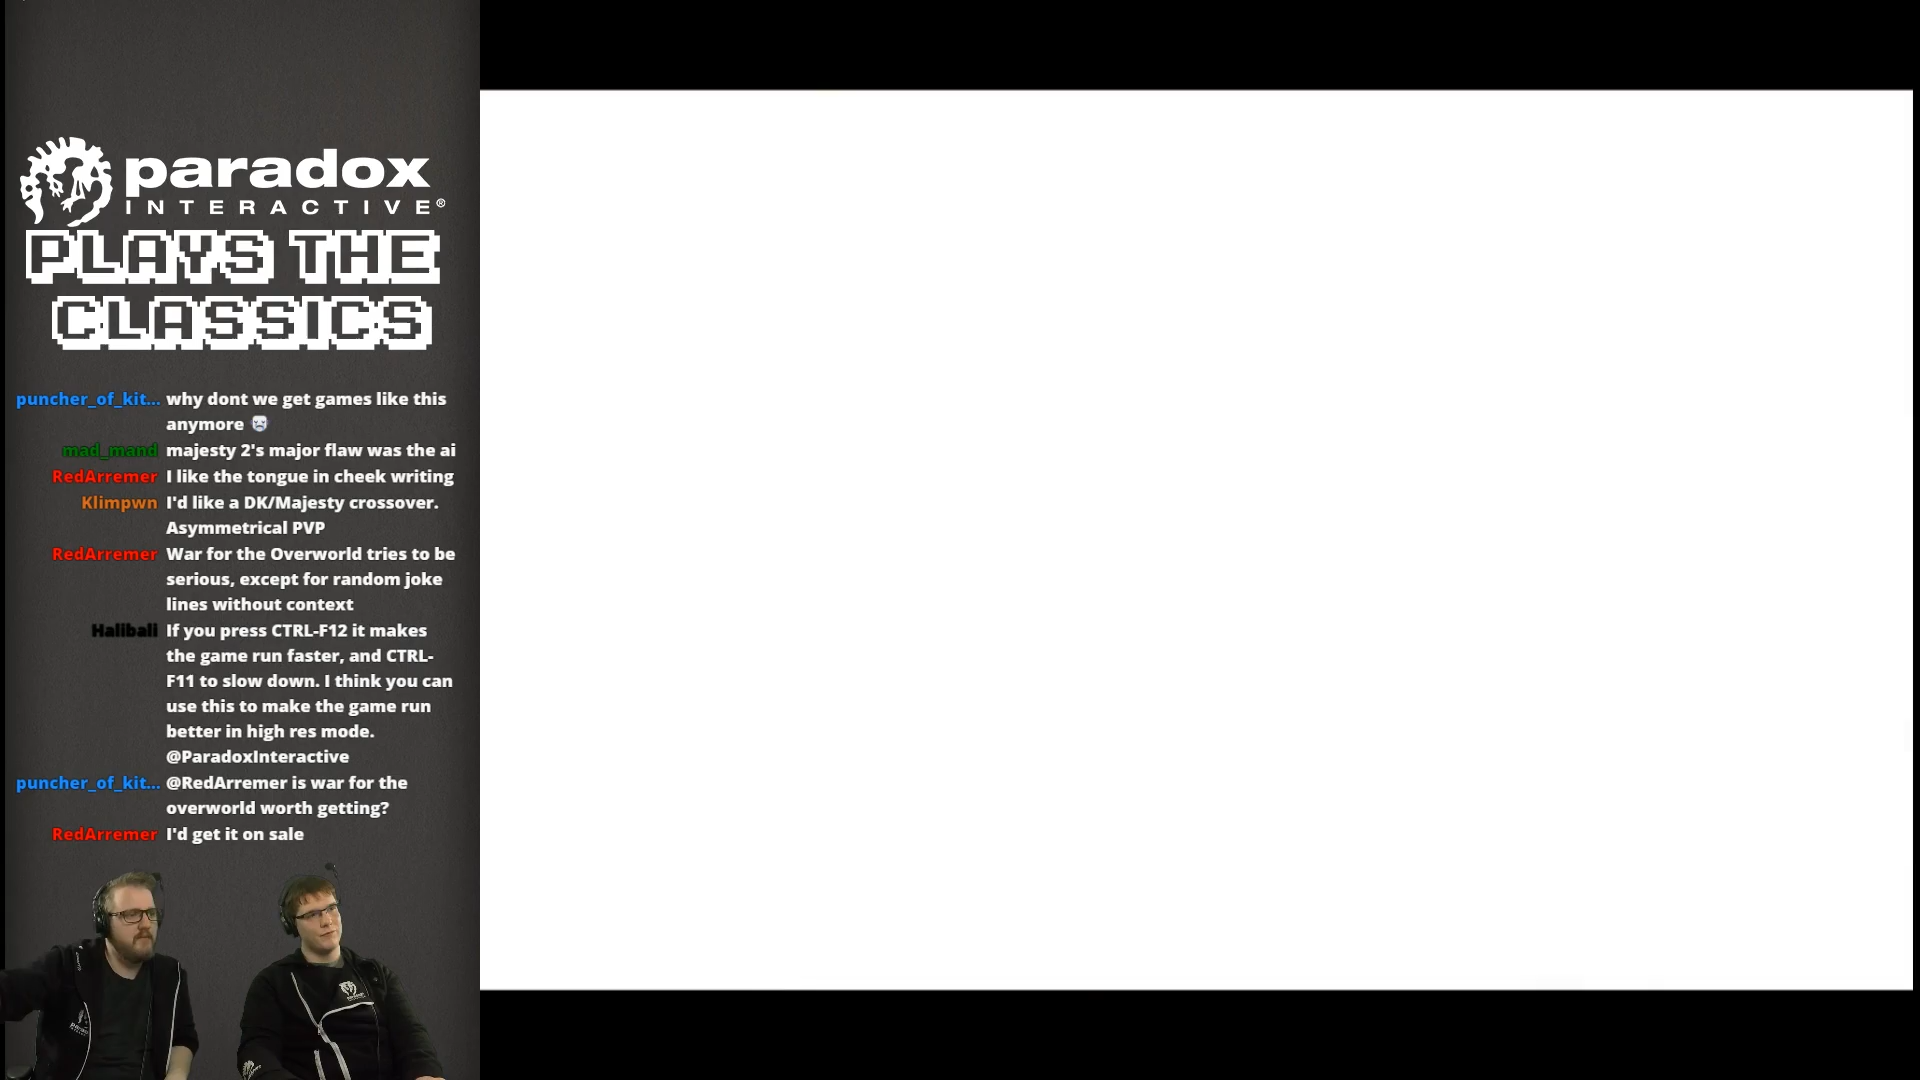 paradox
INTERACTIVE®
PLAYS THE
CLASSICS
puncher_of_kit... why dont we get games like this
anymore
mad_mand majesty 2's major flaw was the ai
RedArremer I like the tongue in cheek writing
Klimpwn I'd like a DK/Majesty crossover.
Asymmetrical PVP
RedArremer War for the Overworld tries to be
serious, except for random joke
lines without context
Halibali If you press CTRL-F12 it makes
the game run faster, and CTRL-
F11 to slow down. I think you can
use this to make the game run
better in high res mode.
@ParadoxInteractive
puncher_of_kit... @RedArremer is war for the
overworld worth getting?
RedArremer I'd get it on sale